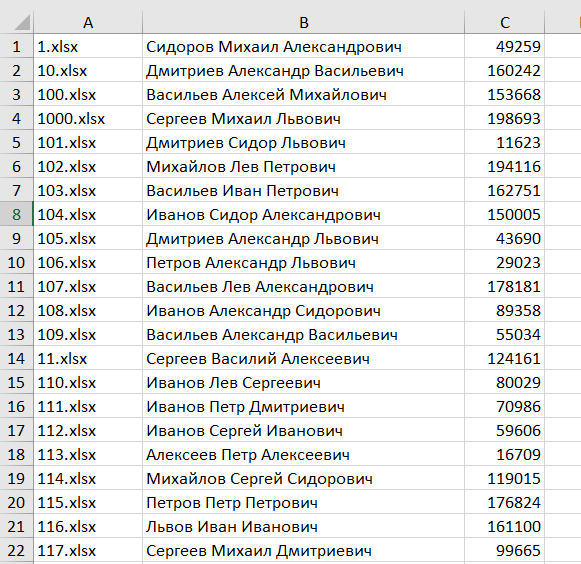 A B C
1 1.xlsx Сидоров Михаил Александрович 49259
2 10.xlsx Дмитриев Александр Васильевич 160242
3 100.xlsx Васильев Алексей Михайлович 153668
4 1000.xlsx Сергеев Михаил Львович 198693
5 101.xlsx Дмитриев Сидор Львович 11623
6 102.xlsx Михайлов Лев Петрович 194116
7 103.xlsx Васильев Иван Петрович 162751
8 104.xlsx Иванов Сидор Александрович 150005
9 105.xlsx Дмитриев Александр Львович 43690
10 106.xlsx Петров Александр Львович 29023
11 107.xlsx Васильев Лев Александрович 178181
12 108.xlsx Иванов Александр Сидорович 89358
13 109.xlsx Васильев Александр Васильевич 55034
14 11.xlsx Сергеев Василий Алексеевич 124161
15 110.xlsx Иванов Лев Сергеевич 80029
16 111.xlsx Иванов Петр Дмитриевич 70986
17 112.xlsx Иванов Сергей Иванович 59606
18 113.xlsx Алексеев Петр Алексеевич 16709
19 114.xlsx Михайлов Сергей Сидорович 119015
20 115.xlsx Петров Петр Петрович 176824
21 116.xlsx Львов Иван Иванович 161100
22 117.xlsx Сергеев Михаил Дмитриевич 99665